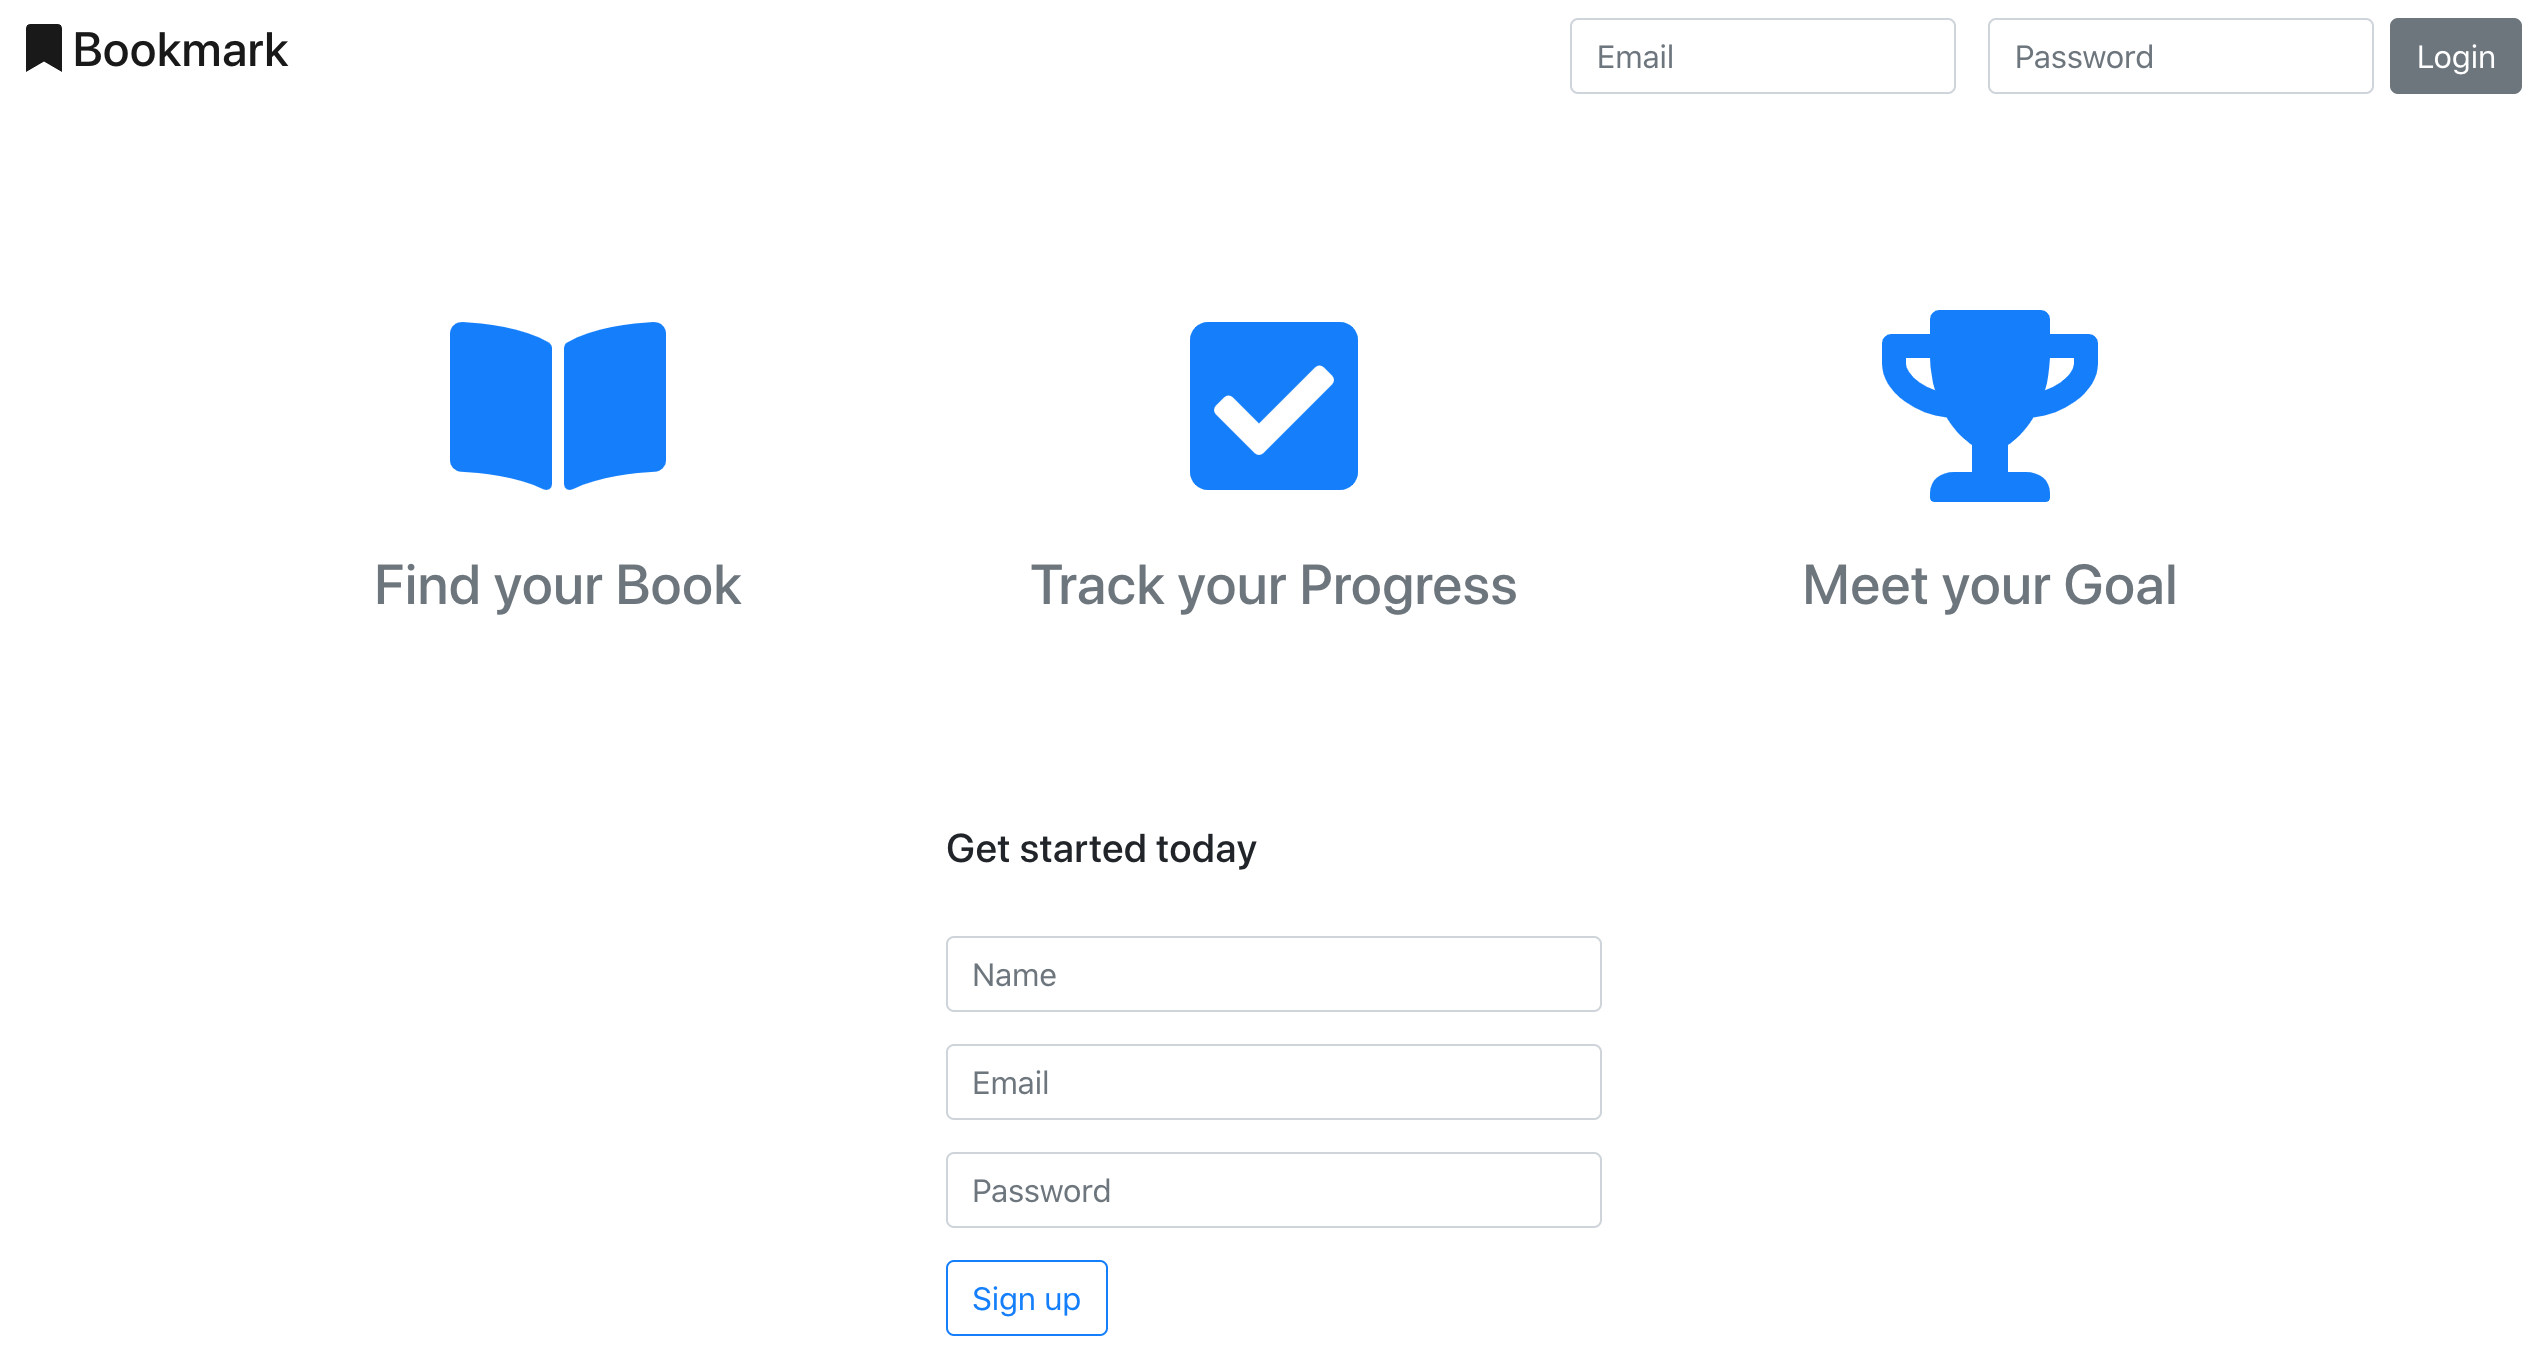 Bookmark
Email
Password
Login
Find your Book
Track your Progress
Meet your Goal
Get started today
Name
Email
Password
Sign up